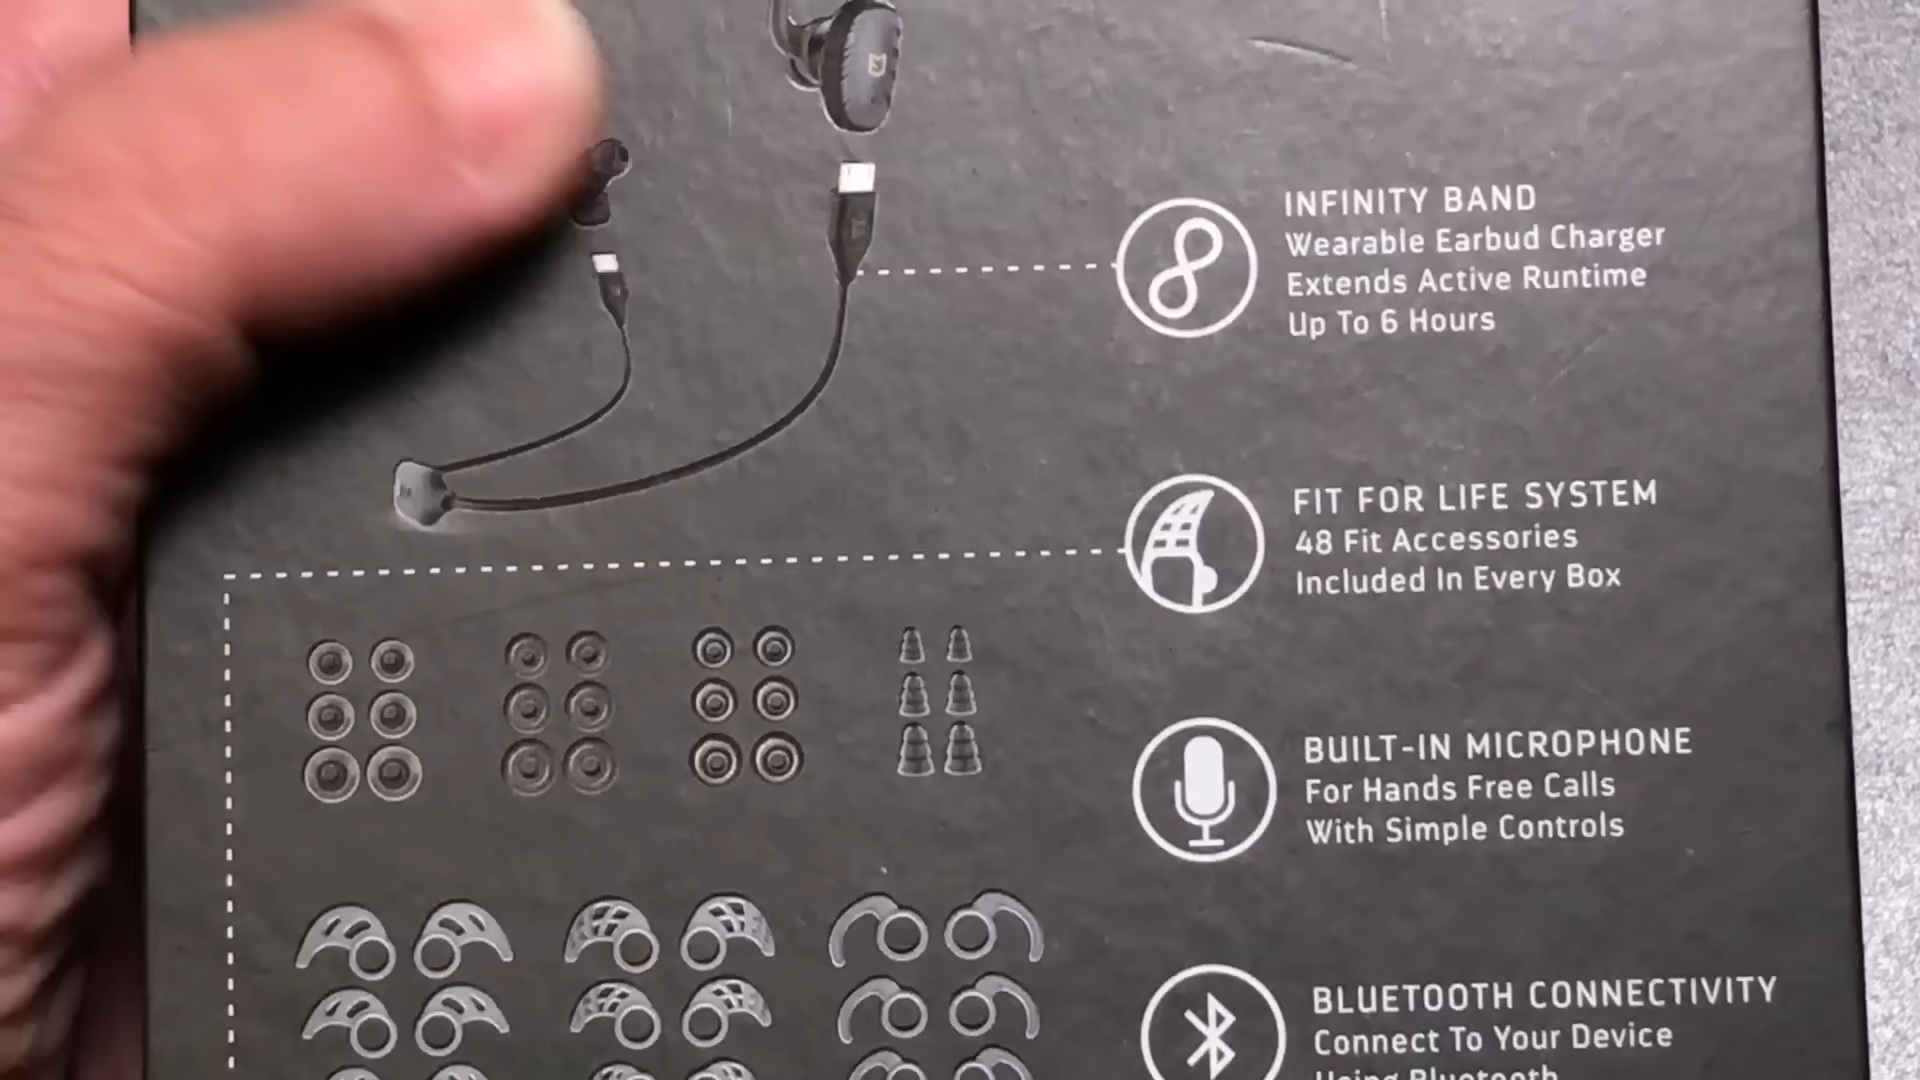 INFINITY BAND
Wearable Earbud Charger
Extends Active Runtime
Up To 6 Hours
FIT FOR LIFE SYSTEM
48 Fit Accessories
Included In Every Box
BUILT-IN MICROPHONE
For Hands Free Calls
With Simple Controls
BLUETOOTH CONNECTIVITY
Connect To Your Device
Using Bluetooth